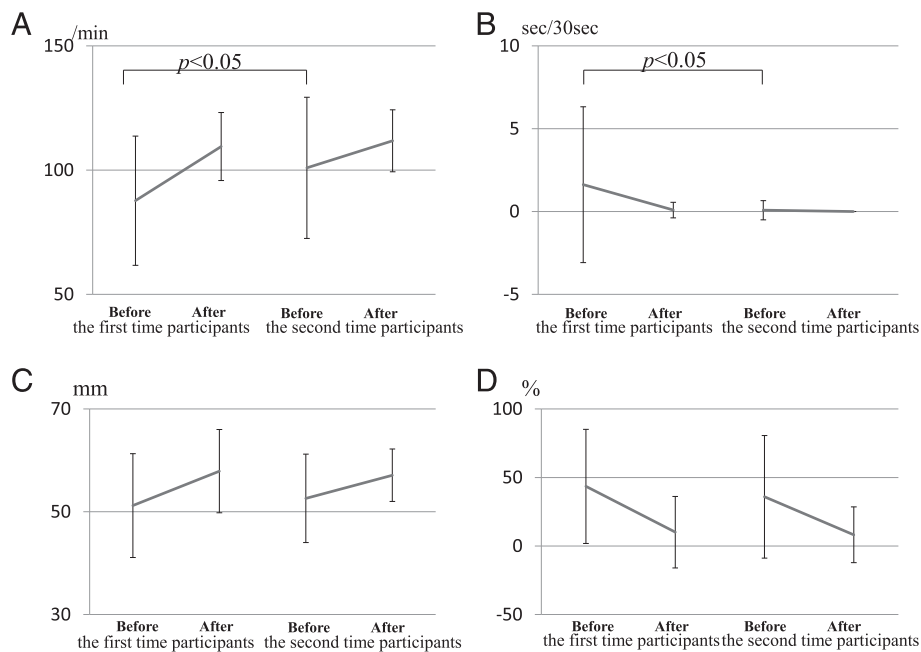 A
/min
150
p<0.05
100
50
Before After Before After
the first time participants the second time participants
B
sec/30sec
10
p<0.05
5
0
-5
Before After Before After
the first time participants the second time participants
C
mm
70
50
30
Before After Before After
the first time participants the second time participants
D
%
100
50
0
-50
Before After Before After
the first time participants the second time participants